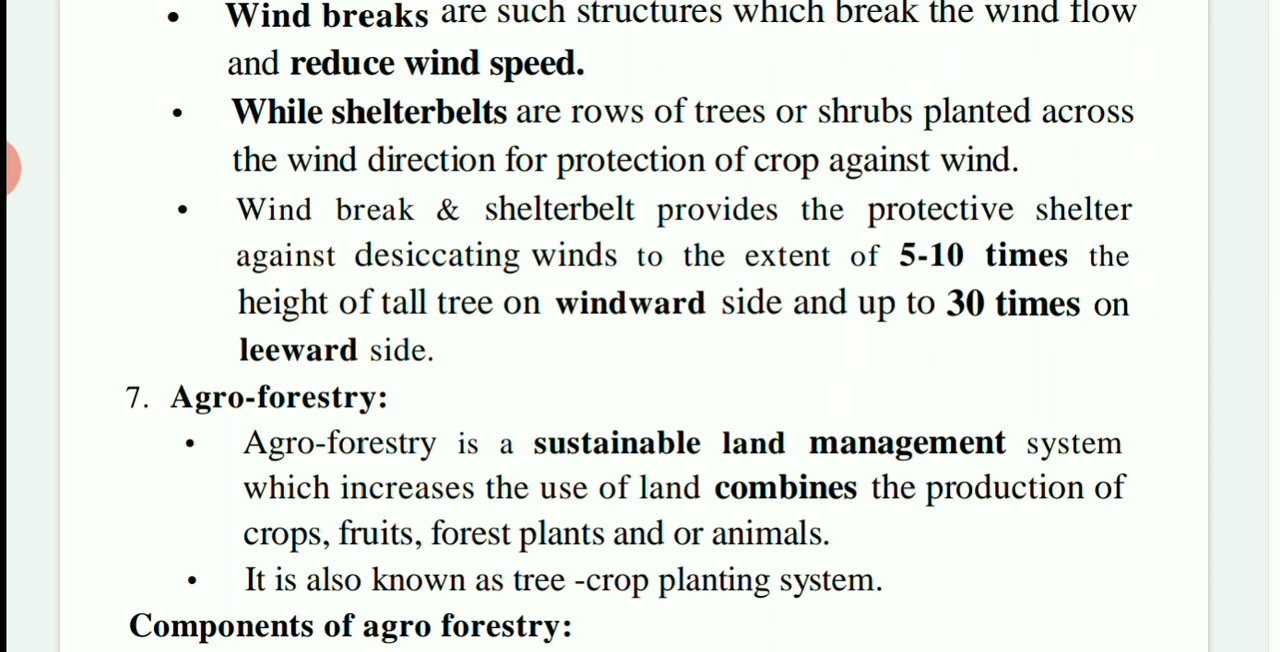 • Wind breaks are such structures which break the wind flow
and reduce wind speed.
• While shelterbelts are rows of trees or shrubs planted across
the wind direction for protection of crop against wind.
• Wind break & shelterbelt provides the protective shelter
against desiccating winds to the extent of 5-10 times the
height of tall tree on windward side and up to 30 times on
leeward side.
7. Agro-forestry:
• Agro-forestry is a sustainable land management system
which increases the use of land combines the production of
crops, fruits, forest plants and or animals.
• It is also known as tree -crop planting system.
Components of agro forestry: